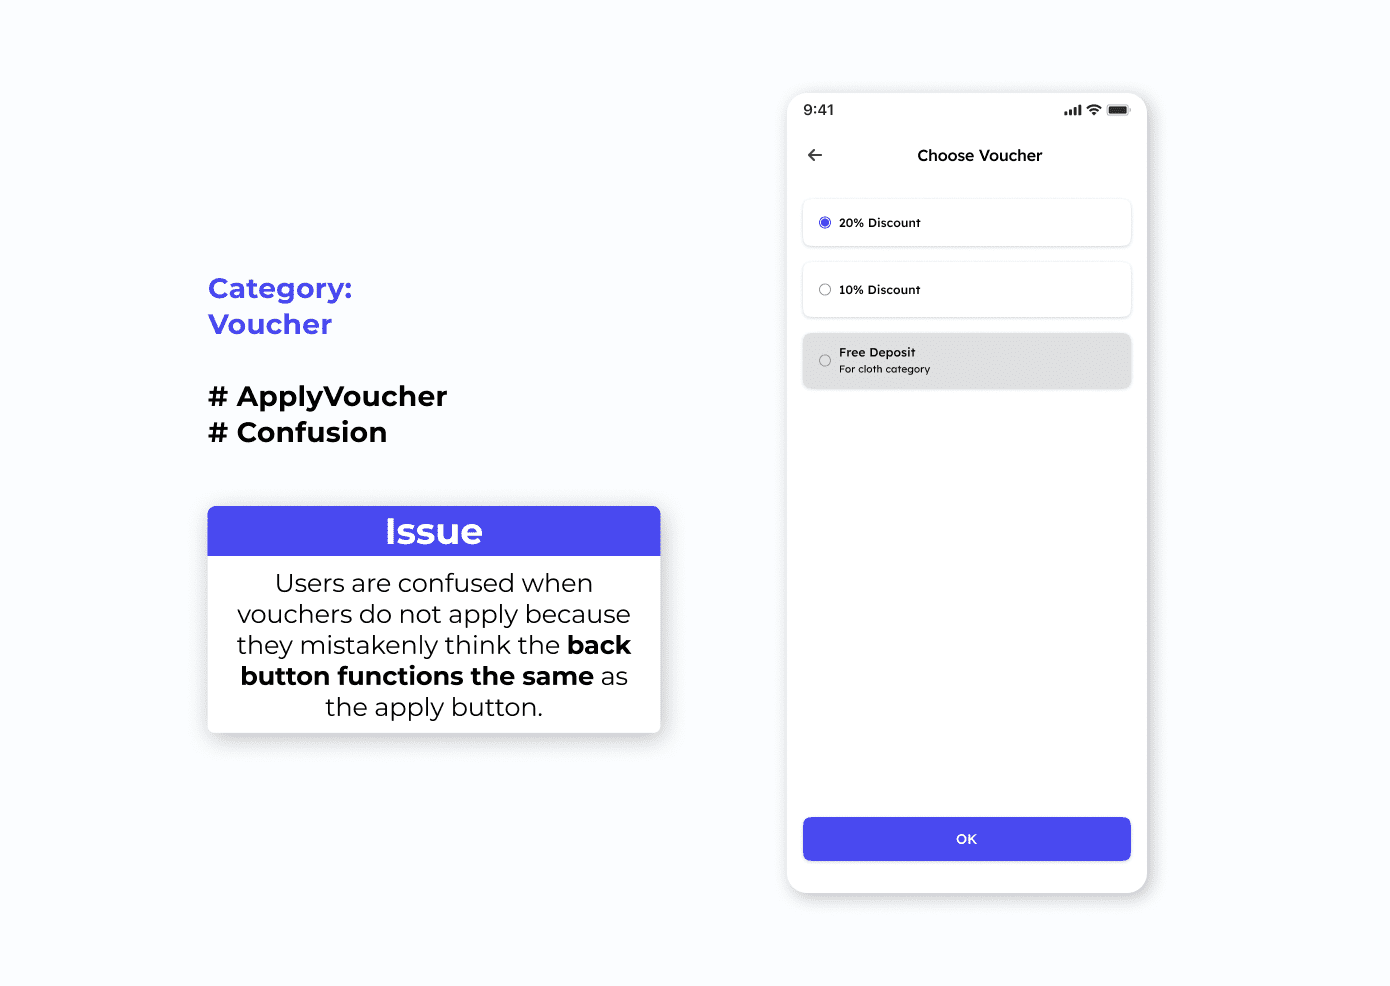 Category:
Voucher
# ApplyVoucher
# Confusion
Issue
Users are confused when
vouchers do not apply because
they mistakenly think the back
button functions the same as
the apply button.
9:41
Choose Voucher
20% Discount
10% Discount
Free Deposit
For cloth category
OK